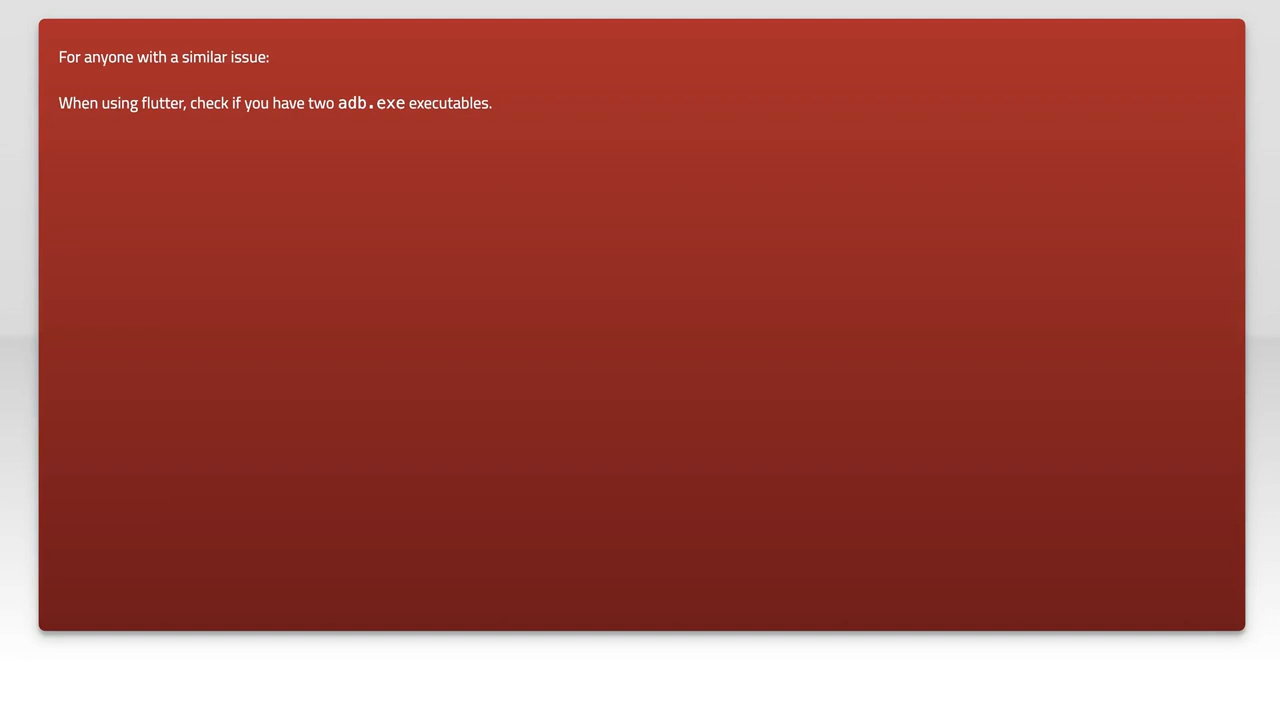 For anyone with a similar issue:
When using flutter, check if you have two adb.exe executables.